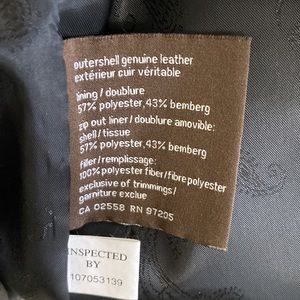 outershell genuine leather
extérieur cuir véritable
lining / doublure
57% polyester, 43% bemberg
zip out liner / doublure amovible:
shell / tissue
57% polyester, 43% bemberg
filler / remplissage:
100% polyester fiber / fibre polyester
exclusive of trimmings /
garniture exclue
CA 02558 RN 97205
INSPECTED
BY
107053139